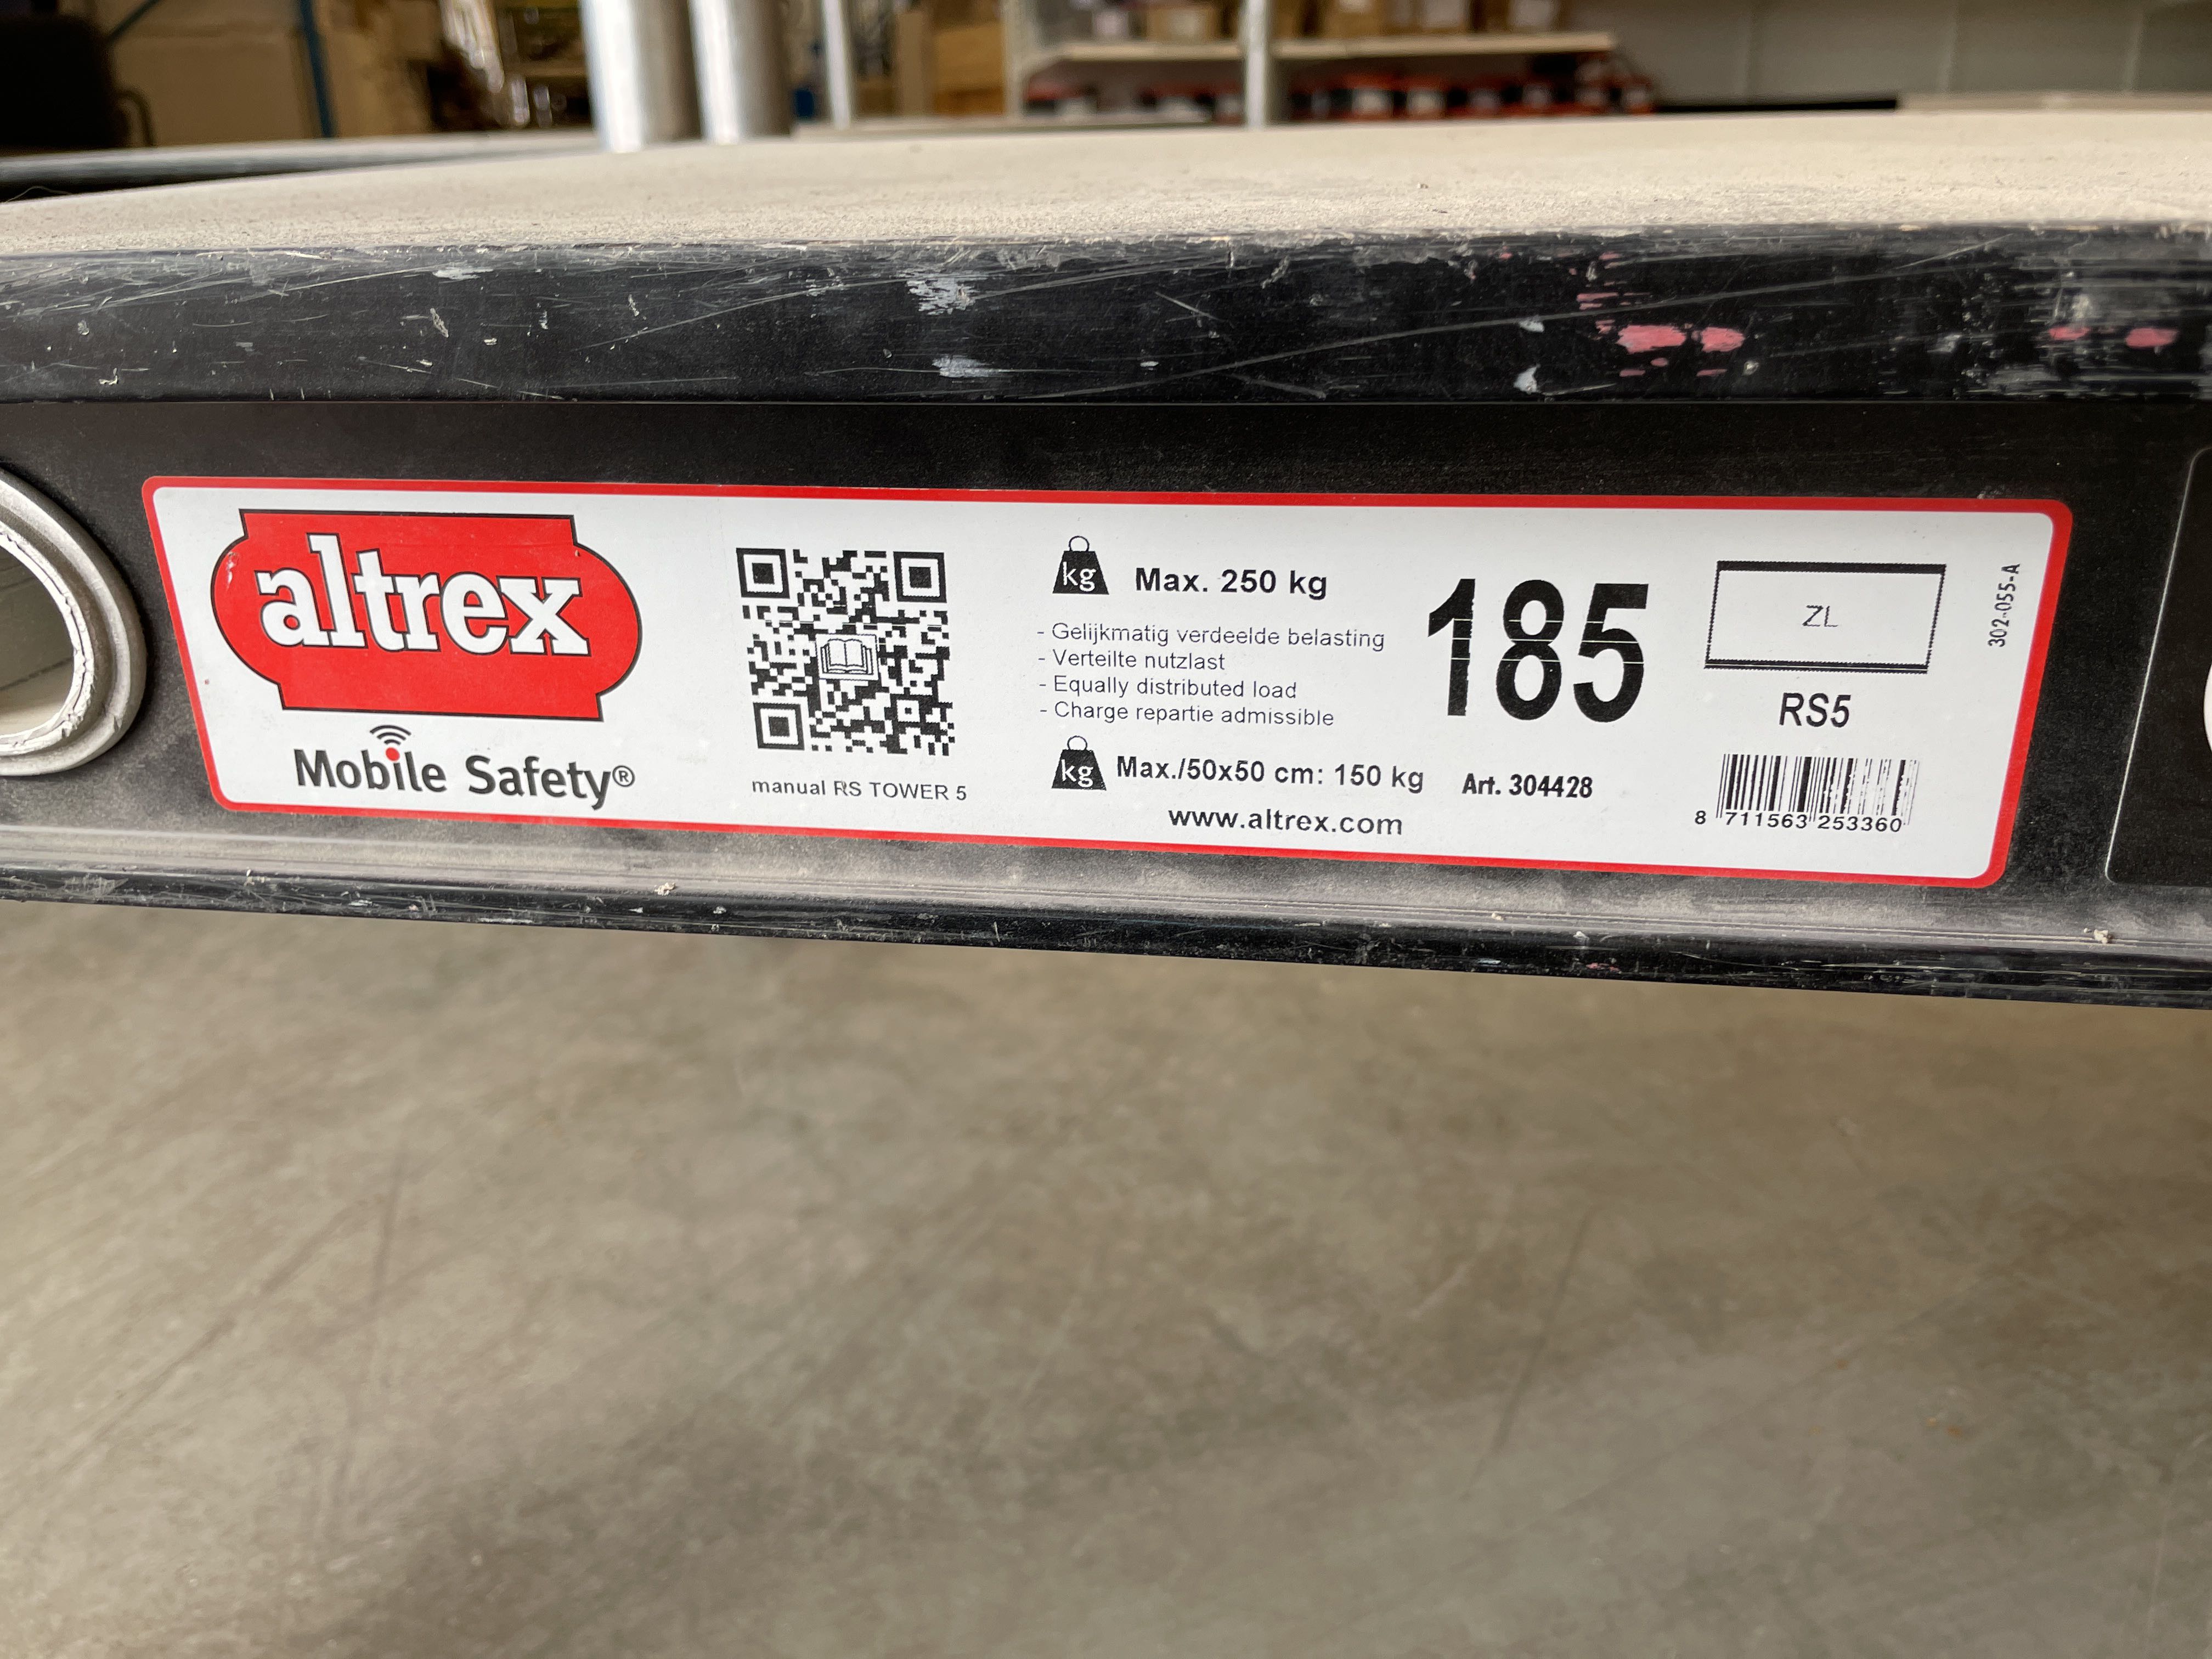 altrex
Mobile Safety®
manual RS TOWER 5
kg Max. 250 kg
- Gelijkmatig verdeelde belasting
- Verteilte nutzlast
- Equally distributed load
- Charge repartie admissible
kg Max./50x50 cm: 150 kg
www.altrex.com
185
Art. 304428
ZL
RS5
8 711563 253360
302-055-A